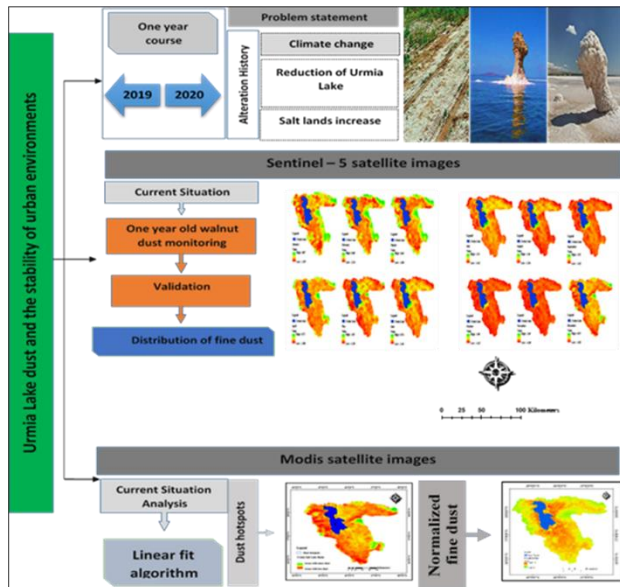 Urmia Lake dust and the stability of urban environments
One year
course
2019
2020
Alteration History
Problem statement
Climate change
Reduction of Urmia
Lake
Salt lands increase
Sentinel – 5 satellite images
Current Situation
One year old walnut
dust monitoring
Validation
Distribution of fine dust
0 25 50 100 Kilometers
Modis satellite images
Current Situation
Analysis
Linear fit
algorithm
Dust hotspots
Normalized
fine dust